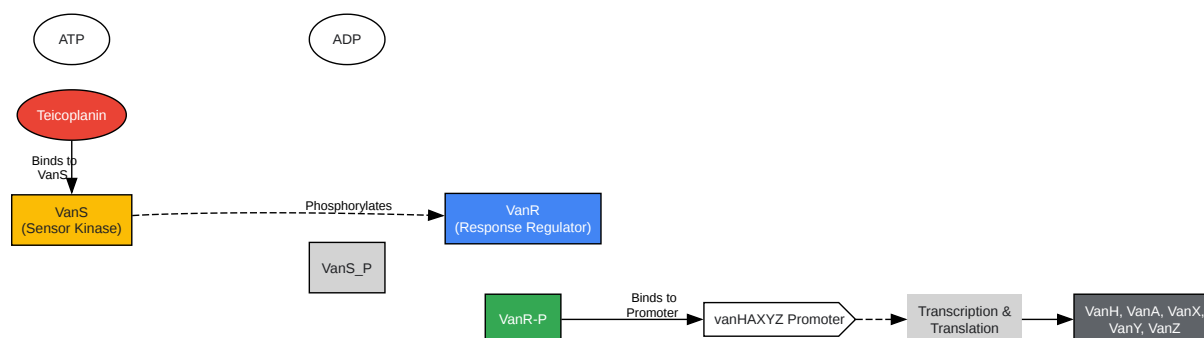 ATP
ADP
Teicoplanin
Binds to
VanS
VanS
(Sensor Kinase)
Phosphorylates
VanR
(Response Regulator)
VanS_P
VanR-P
Binds to
Promoter
vanHAXYZ Promoter
Transcription &
Translation
VanH, VanA, VanX,
VanY, VanZ